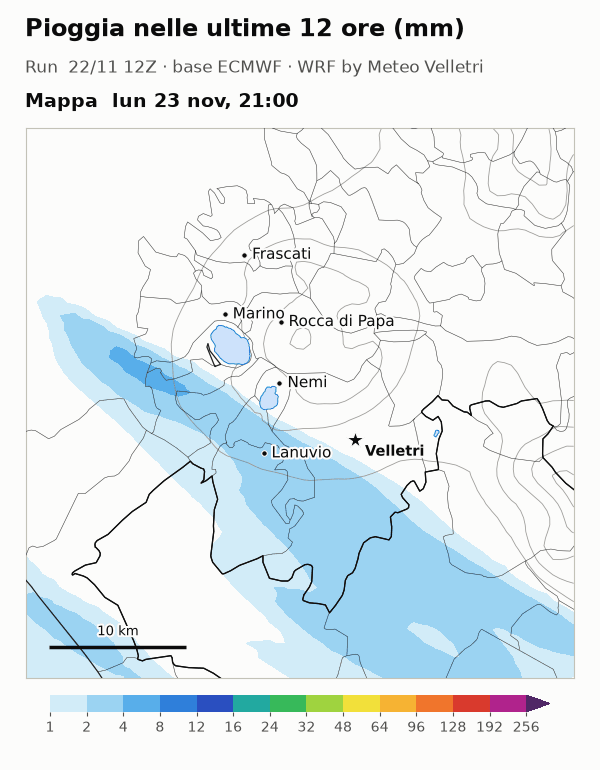 Pioggia nelle ultime 12 ore (mm)
Run 22/11 12Z · base ECMWF · WRF by Meteo Velletri
Mappa lun 23 nov, 21:00
Frascati
Marino
Rocca di Papa
Nemi
Velletri
Lanuvio
10 km
1 2 4 8 12 16 24 32 48 64 96 128 192 256